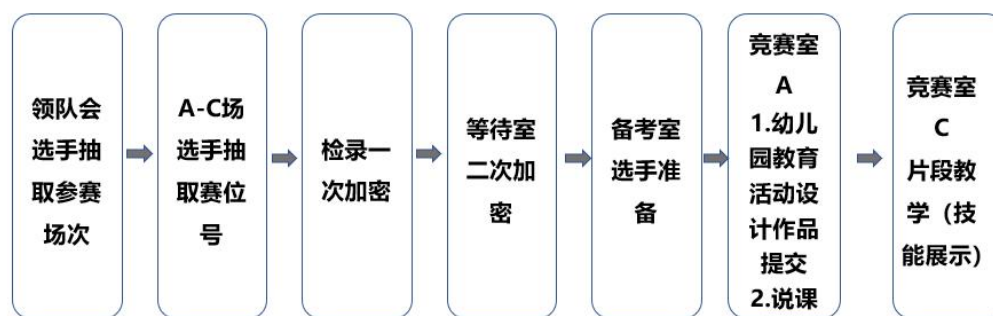 领队会
选手抽
取参赛
场次
A-C场
选手抽
取赛位
号
检录一
次加密
等待室
二次加
密
备考室
选手准
备
竞赛室
A
1.幼儿
园教育
活动设
计作品
提交
2.说课
竞赛室
C
片段教
学（技
能展示）